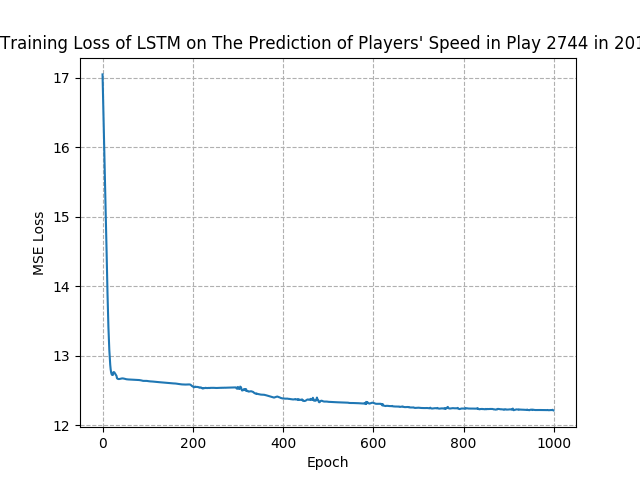 Training Loss of LSTM on The Prediction of Players' Speed in Play 2744 in 201
17
16
15
14
13
12
MSE Loss
0 200 400 600 800 1000
Epoch